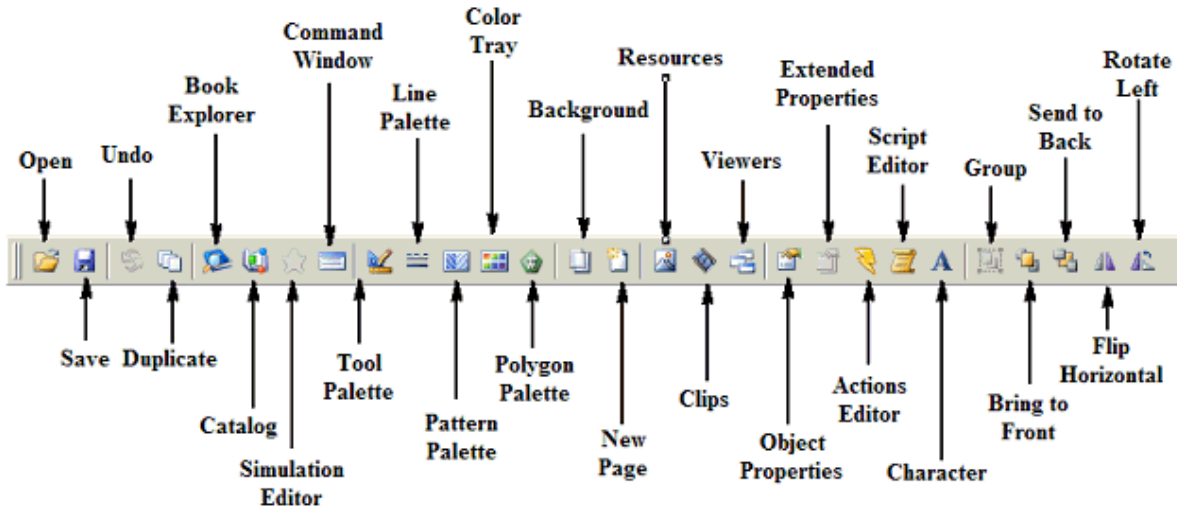 Open
Undo
Book
Explorer
Command
Window
Line
Palette
Color
Tray
Background
Resources
Viewers
Extended
Properties
Script
Editor
Group
Send to
Back
Rotate
Left
Save
Duplicate
Catalog
Simulation
Editor
Tool
Palette
Pattern
Palette
Polygon
Palette
New
Page
Clips
Object
Properties
Actions
Editor
Character
Bring to
Front
Flip
Horizontal